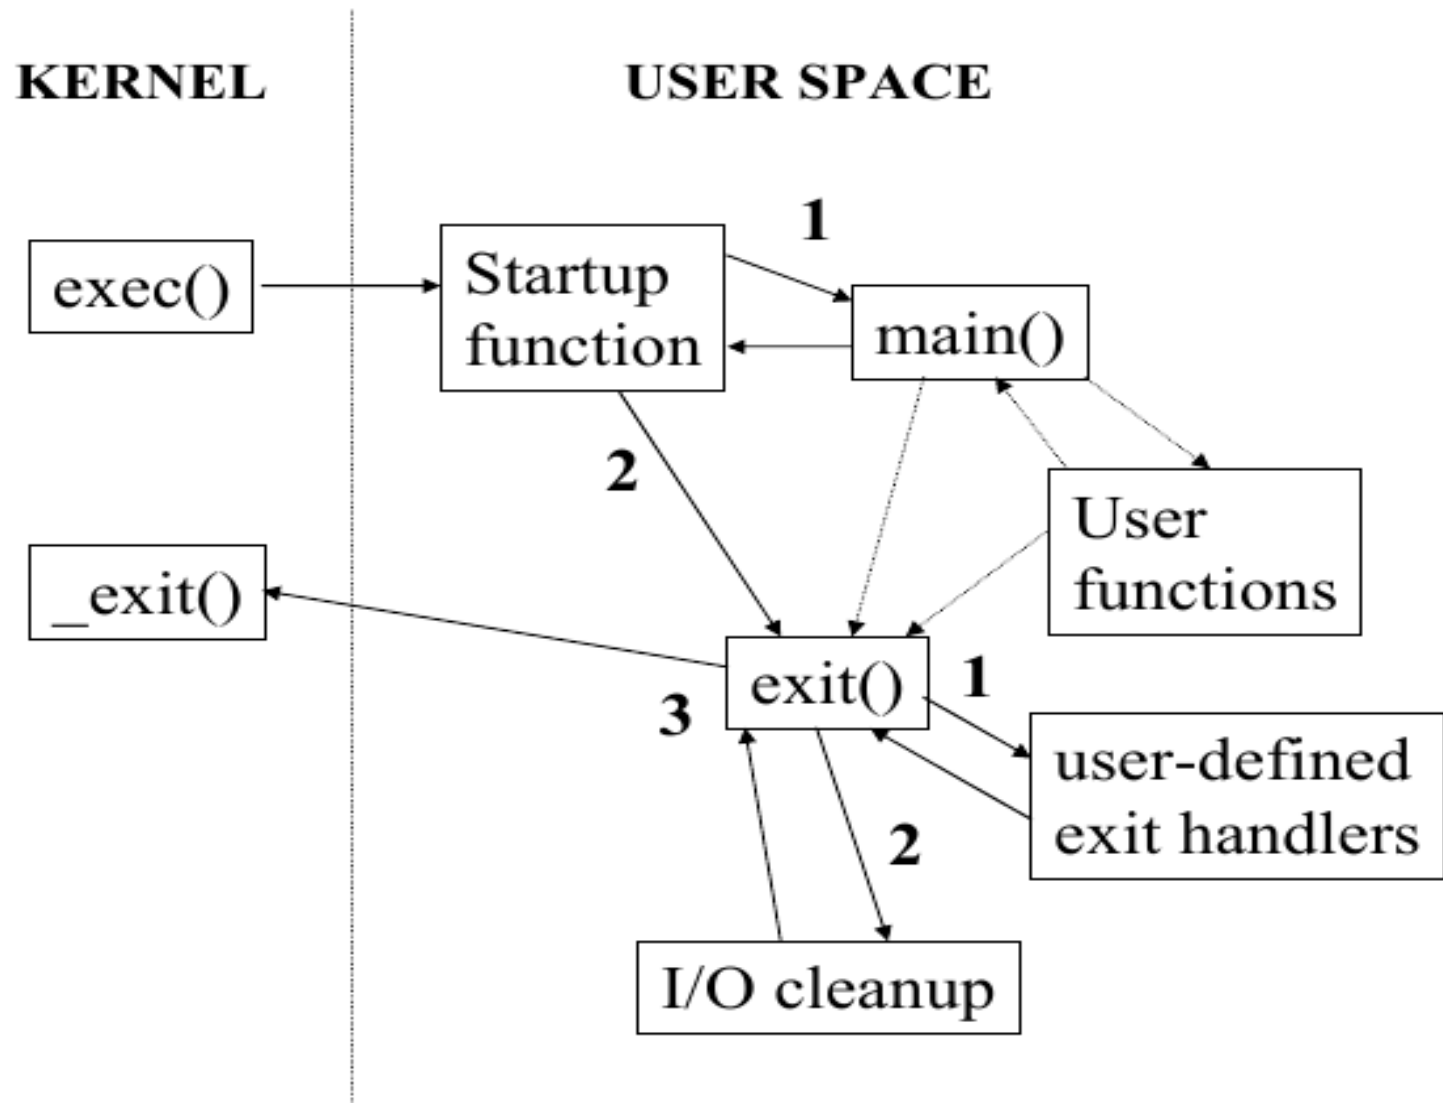 KERNEL
USER SPACE
1
exec()
Startup
function
main()
2
User
functions
_exit()
exit()
1
3
user-defined
exit handlers
2
I/O cleanup